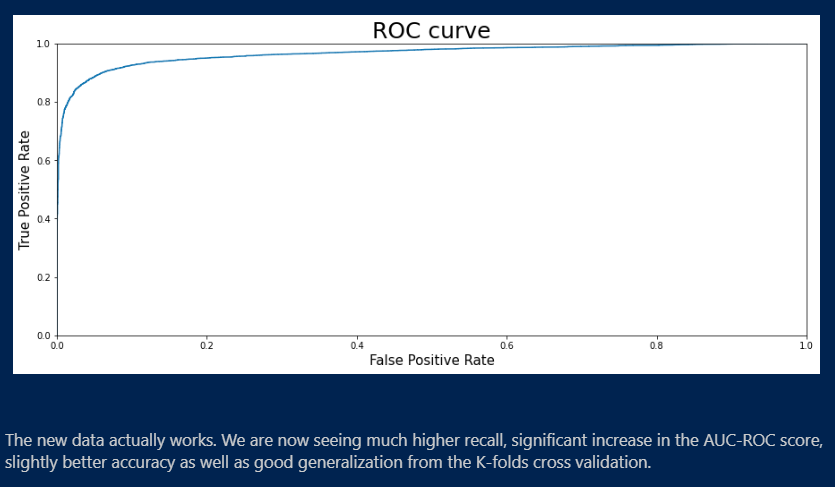 ROC curve
1.0
0.8
0.6
0.4
0.2
0.0
True Positive Rate
0.0 0.2 0.4 0.6 0.8 1.0
False Positive Rate
The new data actually works. We are now seeing much higher recall, significant increase in the AUC-ROC score,
slightly better accuracy as well as good generalization from the K-folds cross validation.